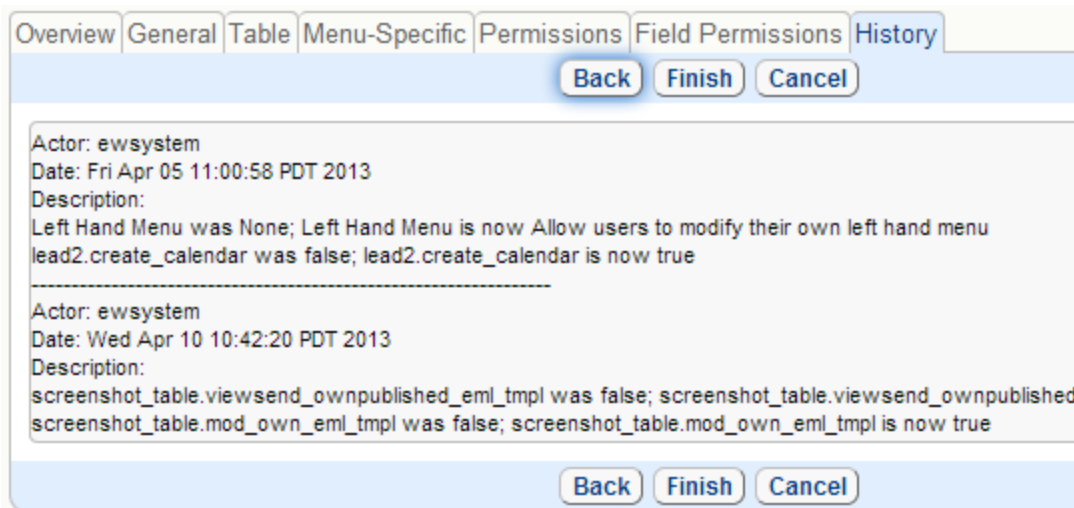 Overview General Table Menu-Specific Permissions Field Permissions History
Back Finish Cancel
Actor: ewsystem
Date: Fri Apr 05 11:00:58 PDT 2013
Description:
Left Hand Menu was None; Left Hand Menu is now Allow users to modify their own left hand menu
lead2.create_calendar was false; lead2.create_calendar is now true
-----------------------------------------------------------------
Actor: ewsystem
Date: Wed Apr 10 10:42:20 PDT 2013
Description:
screenshot_table.viewsend_ownpublished_eml_tmpl was false; screenshot_table.viewsend_ownpublished
screenshot_table.mod_own_eml_tmpl was false; screenshot_table.mod_own_eml_tmpl is now true
Back Finish Cancel